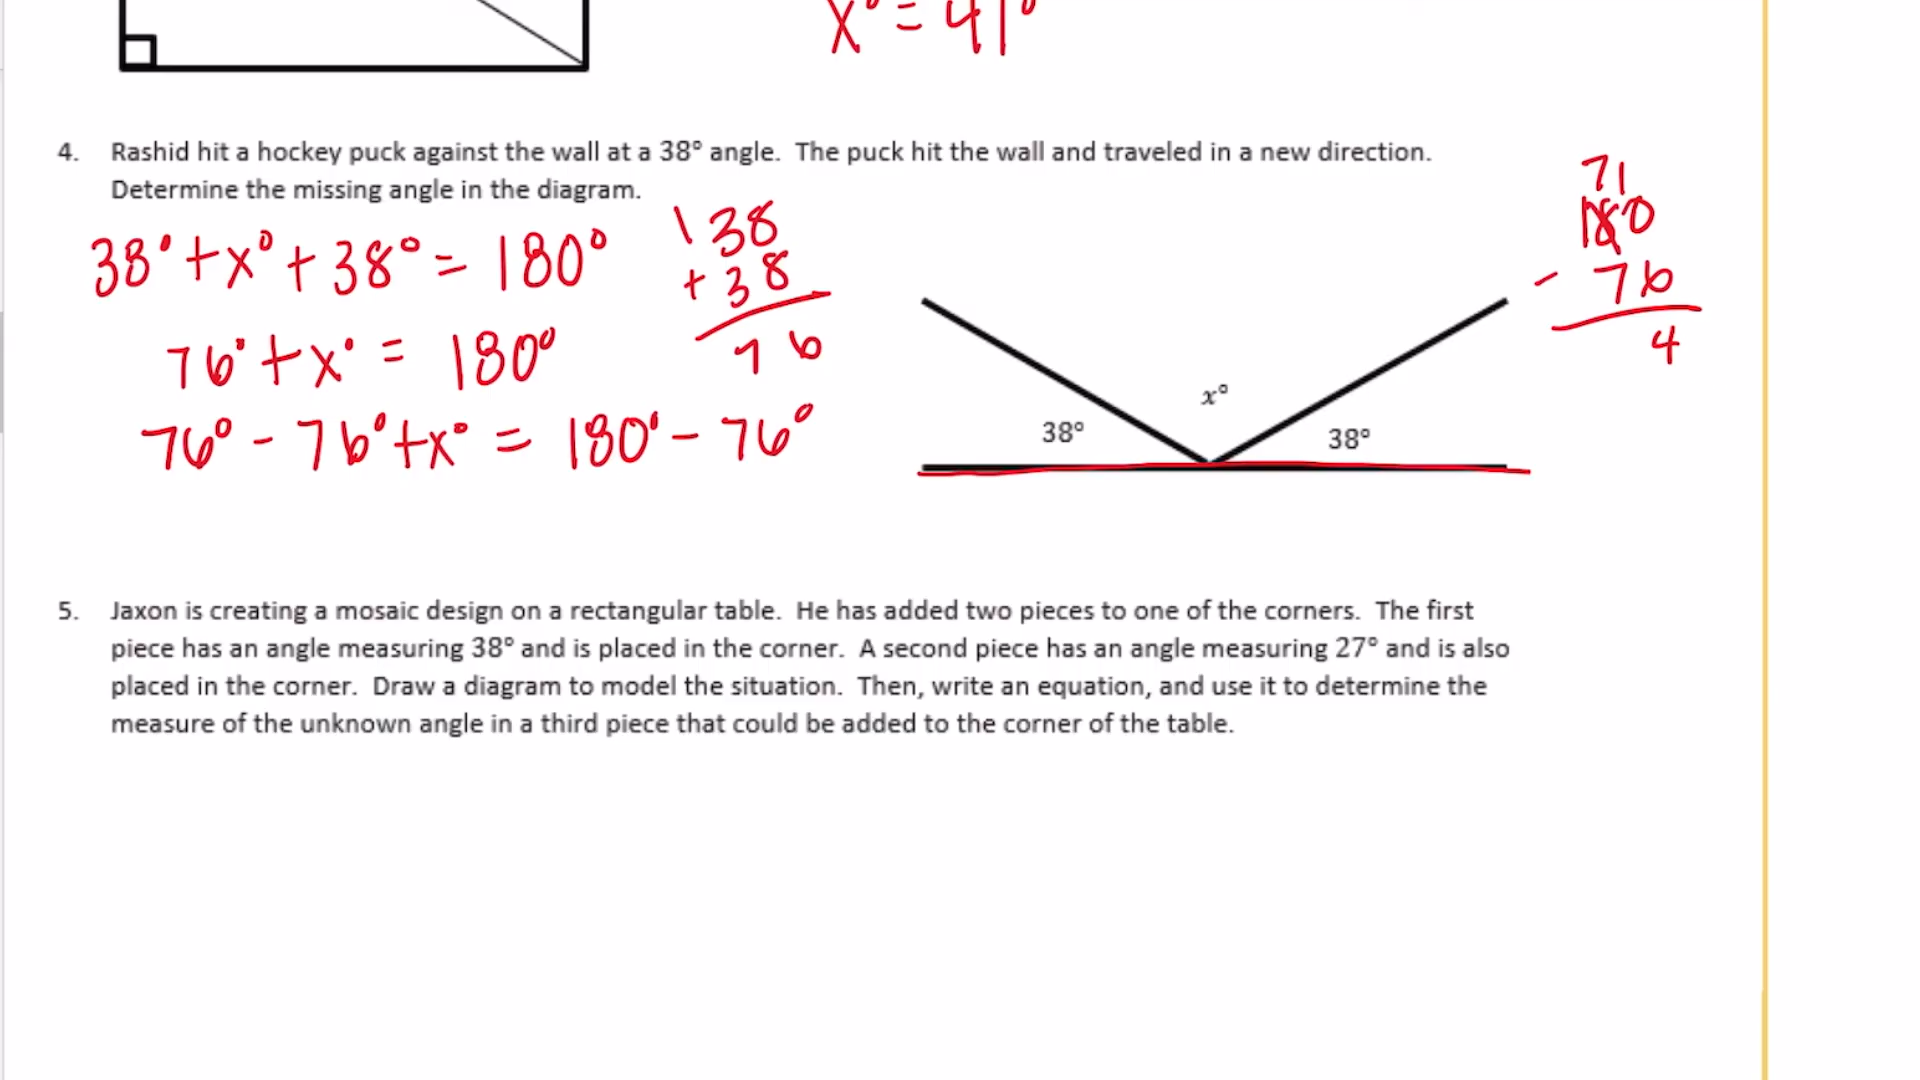 x° = 41°
4. Rashid hit a hockey puck against the wall at a 38° angle. The puck hit the wall and traveled in a new direction.
Determine the missing angle in the diagram.
38° + x° + 38° = 180°
76° + x° = 180°
76° - 76° + x° = 180° - 76°
1 38
+ 38
76
x°
38°
38°
71
180
- 76
4
5. Jaxon is creating a mosaic design on a rectangular table. He has added two pieces to one of the corners. The first
piece has an angle measuring 38° and is placed in the corner. A second piece has an angle measuring 27° and is also
placed in the corner. Draw a diagram to model the situation. Then, write an equation, and use it to determine the
measure of the unknown angle in a third piece that could be added to the corner of the table.